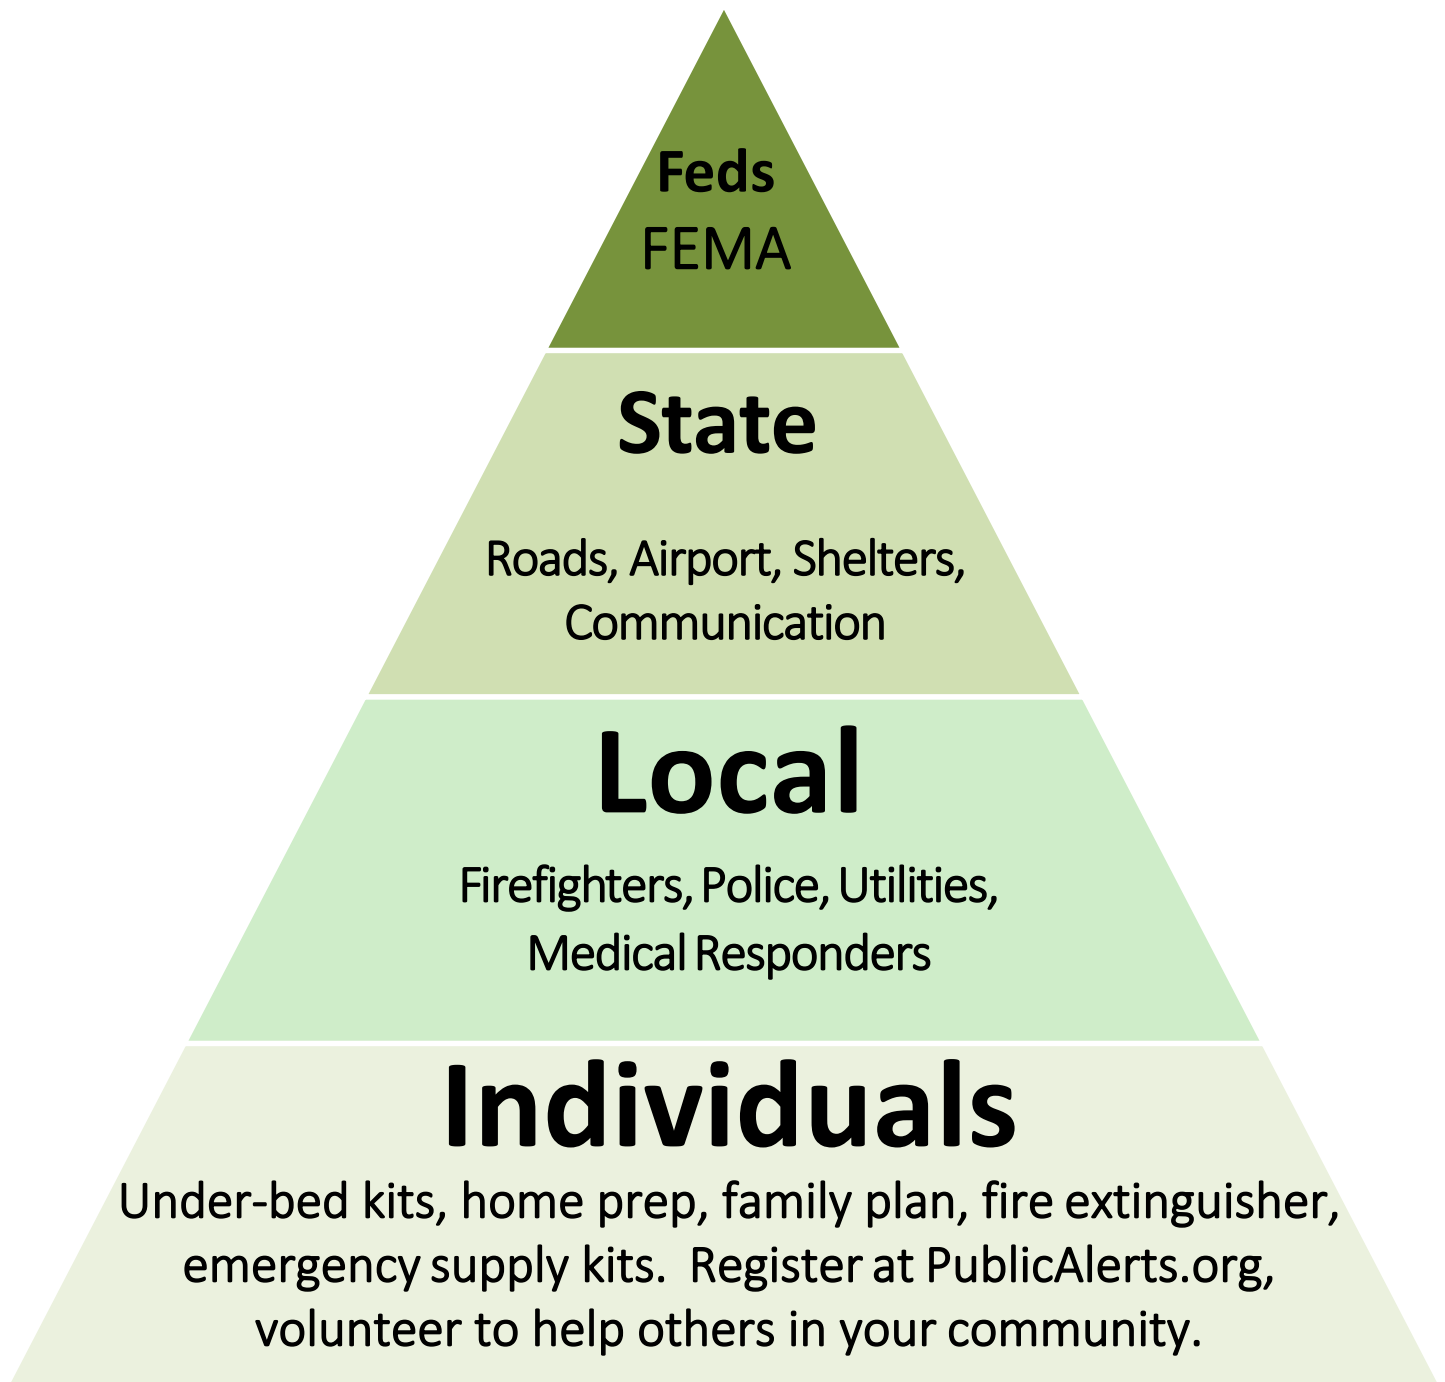 Feds
FEMA
State
Roads, Airport, Shelters,
Communication
Local
Firefighters, Police, Utilities,
Medical Responders
Individuals
Under-bed kits, home prep, family plan, fire extinguisher,
emergency supply kits.  Register at PublicAlerts.org,
volunteer to help others in your community.